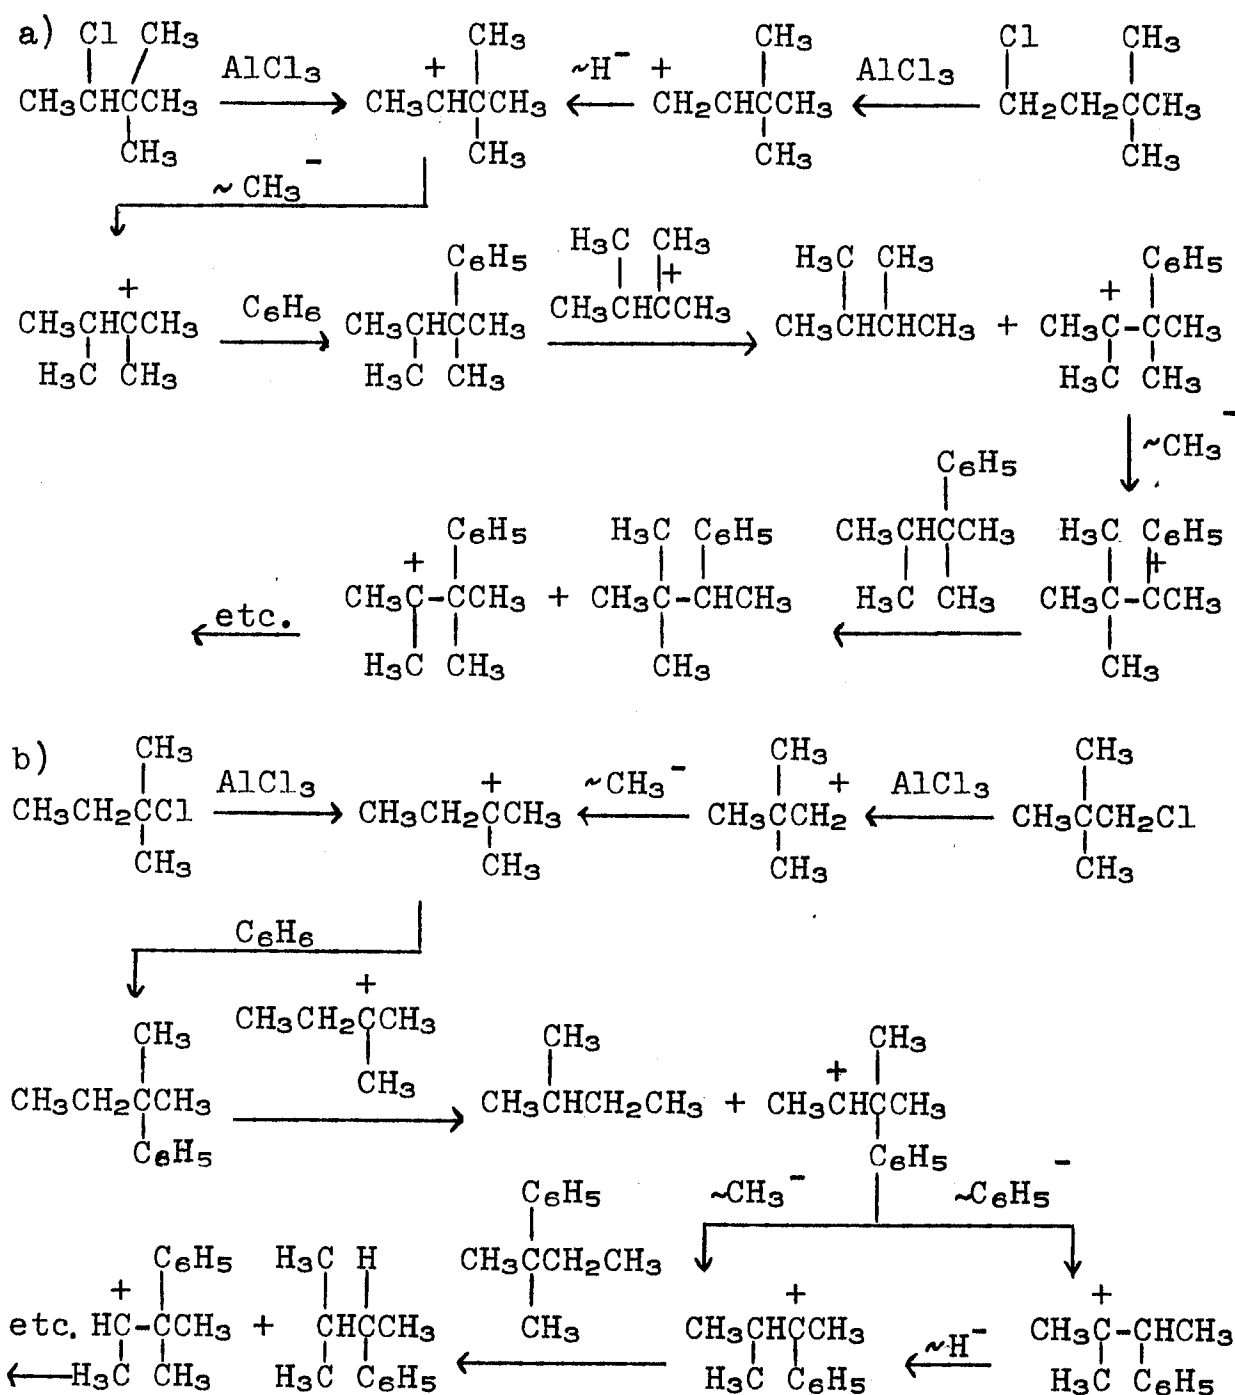 a) Cl CH₃
CH₃ CH₃
+
AlCl₃ ~H⁻ + AlCl₃
CH₃CHCCH₃ CH₃CHCCH₃ CH₂CHCCH₃ CH₂CH₂CCH₃
Cl
CH₃ CH₃ CH₃ CH₃
~CH₃⁻
H₃C CH₃
C₆H₅ + H₃C CH₃ C₆H₅
+ C₆H₆ CH₃CHCCH₃ +
CH₃CHCCH₃ CH₃CHCCH₃ CH₃CHCHCH₃ + CH₃C-CCH₃
H₃C CH₃ H₃C CH₃ H₃C CH₃
~CH₃⁻
C₆H₅
C₆H₅ H₃C C₆H₅ CH₃CHCCH₃ H₃C C₆H₅
+ +
etc. CH₃C-CCH₃ + CH₃C-CHCH₃ H₃C CH₃ CH₃C-CCH₃
H₃C CH₃ CH₃ CH₃
b) CH₃ CH₃ CH₃
AlCl₃ + ~CH₃⁻ + AlCl₃
CH₃CH₂CCl CH₃CH₂CCH₃ CH₃CCH₂ CH₃CCH₂Cl
CH₃ CH₃ CH₃ CH₃
C₆H₆
+
CH₃ CH₃CH₂CCH₃ CH₃ CH₃
CH₃ +
CH₃CH₂CCH₃ CH₃CHCH₂CH₃ + CH₃CHCCH₃
C₆H₅ C₆H₅
C₆H₅ ~CH₃⁻ ~C₆H₅⁻
C₆H₅ H₃C H CH₃CCH₂CH₃
+ CH₃ + +
etc. HC-CCH₃ + CHCCH₃ CH₃CHCCH₃ ~H⁻ CH₃C-CHCH₃
H₃C CH₃ H₃C C₆H₅ H₃C C₆H₅ H₃C C₆H₅